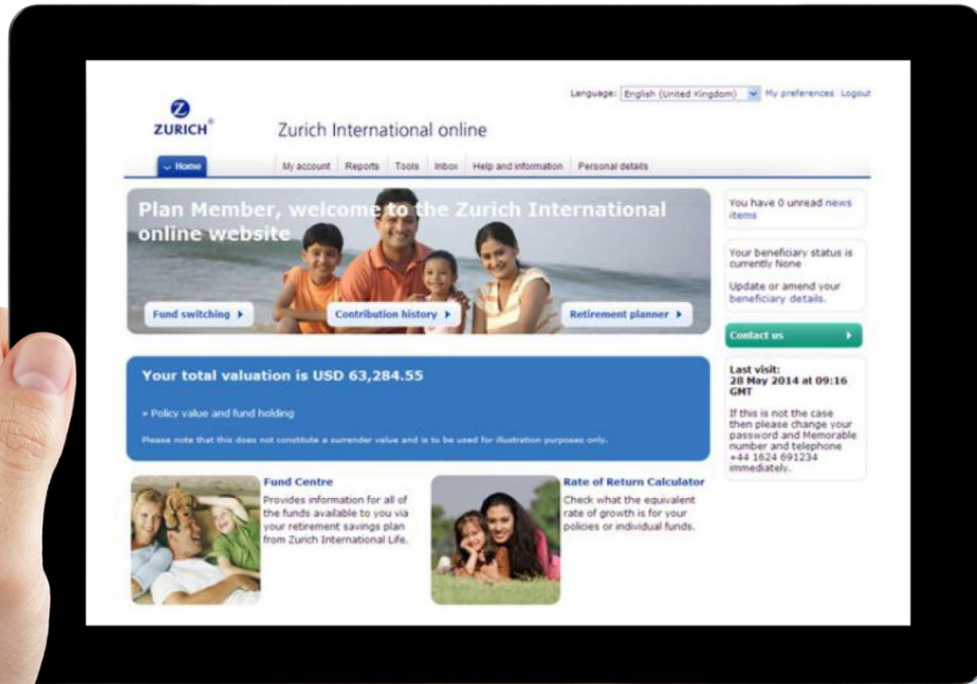 Language: English (United Kingdom) My preferences Logout
ZURICH®
Zurich International online
Home
My account Reports Tools Inbox Help and information Personal details
Plan Member, welcome to the Zurich International
online website
Fund switching
Contribution history
Retirement planner
You have 0 unread news
items
Your beneficiary status is
currently None
Update or amend your
beneficiary details.
Contact us
Your total valuation is USD 63,284.55
» Policy value and fund holding
Please note that this does not constitute a surrender value and is to be used for illustration purposes only.
Last visit:
28 May 2014 at 09:16
GMT
If this is not the case
then please change your
password and Memorable
number and telephone
+44 1624 691234
immediately.
Fund Centre
Provides information for all of
the funds available to you via
your retirement savings plan
from Zurich International Life.
Rate of Return Calculator
Check what the equivalent
rate of growth is for your
policies or individual funds.